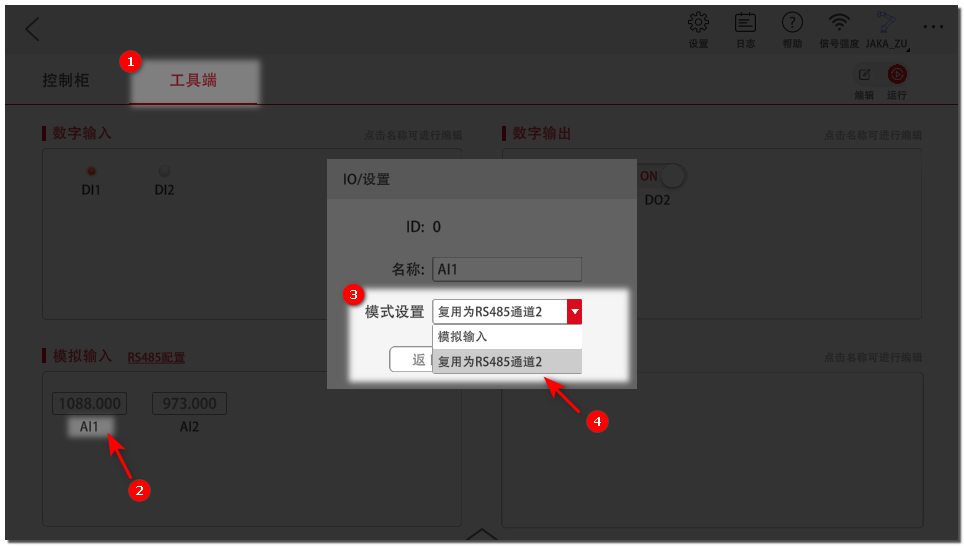 设置 日志 帮助 信号强度 JAKA_ZU
1
控制柜 工具端
编辑 运行
数字输入 点击名称可进行编辑 数字输出 点击名称可进行编辑
DI1 DI2
ON
DO2
IO/设置
ID: 0
名称: AI1
3
模式设置 复用为RS485通道2
模拟输入
返
复用为RS485通道2
模拟输入 RS485配置 点击名称可进行编辑
1088.000 973.000
AI1 AI2
4
2